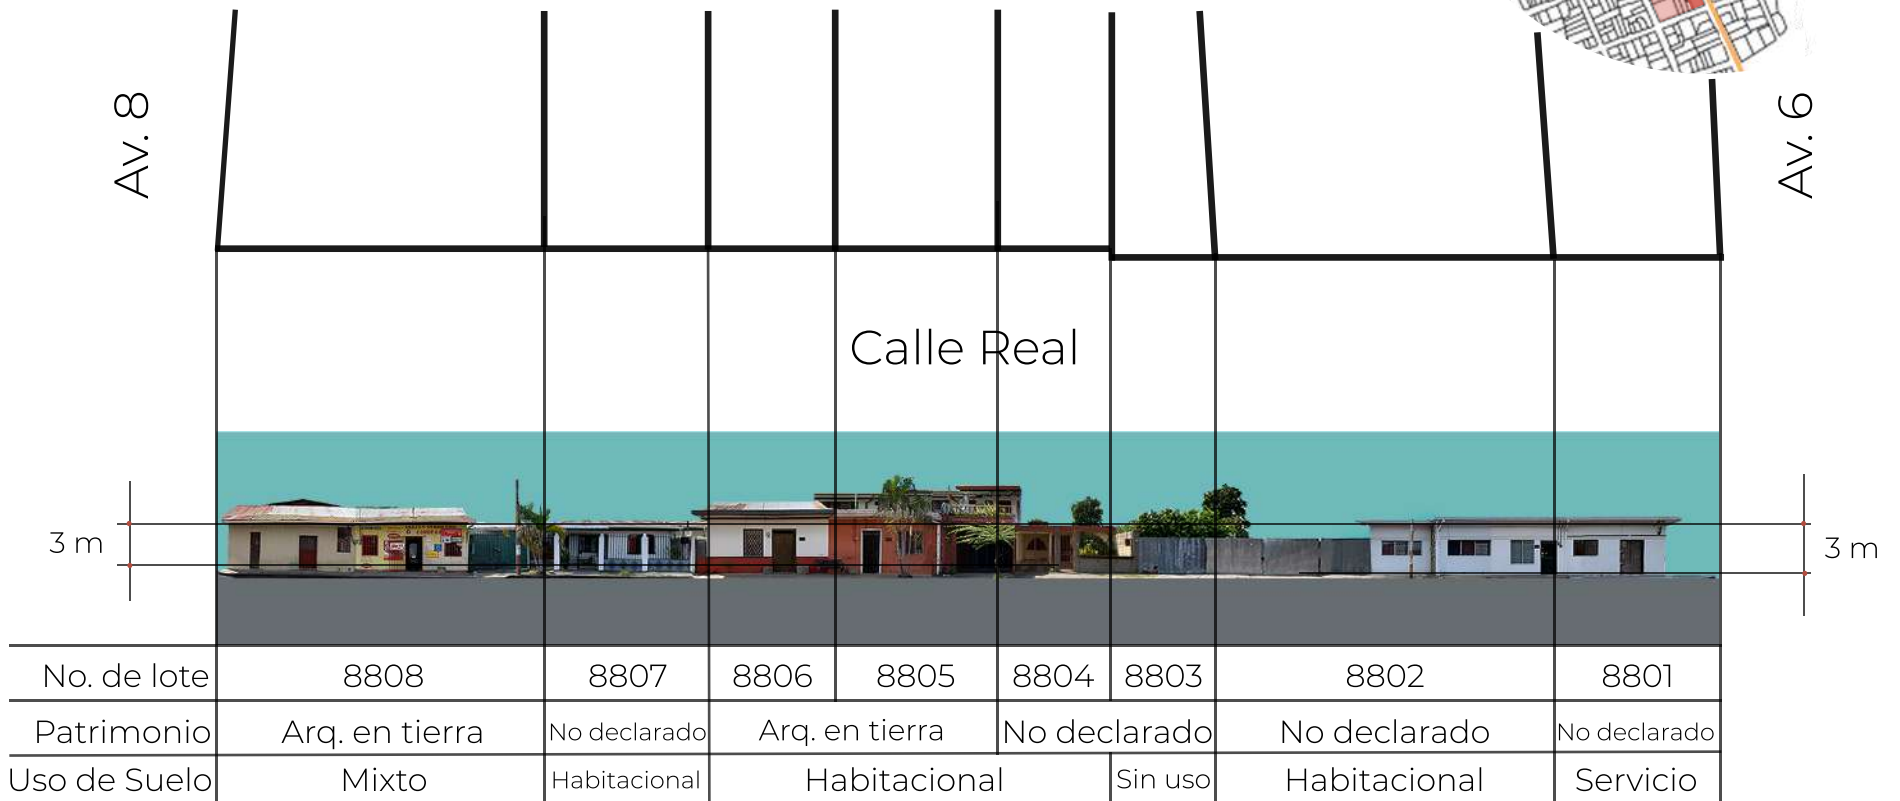 Av. 8
Av. 6
Calle Real
3 m
3 m
No. de lote 8808 8807 8806 8805 8804 8803 8802 8801
Patrimonio Arq. en tierra No declarado Arq. en tierra No declarado No declarado No declarado
Uso de Suelo Mixto Habitacional Habitacional Sin uso Habitacional Servicio